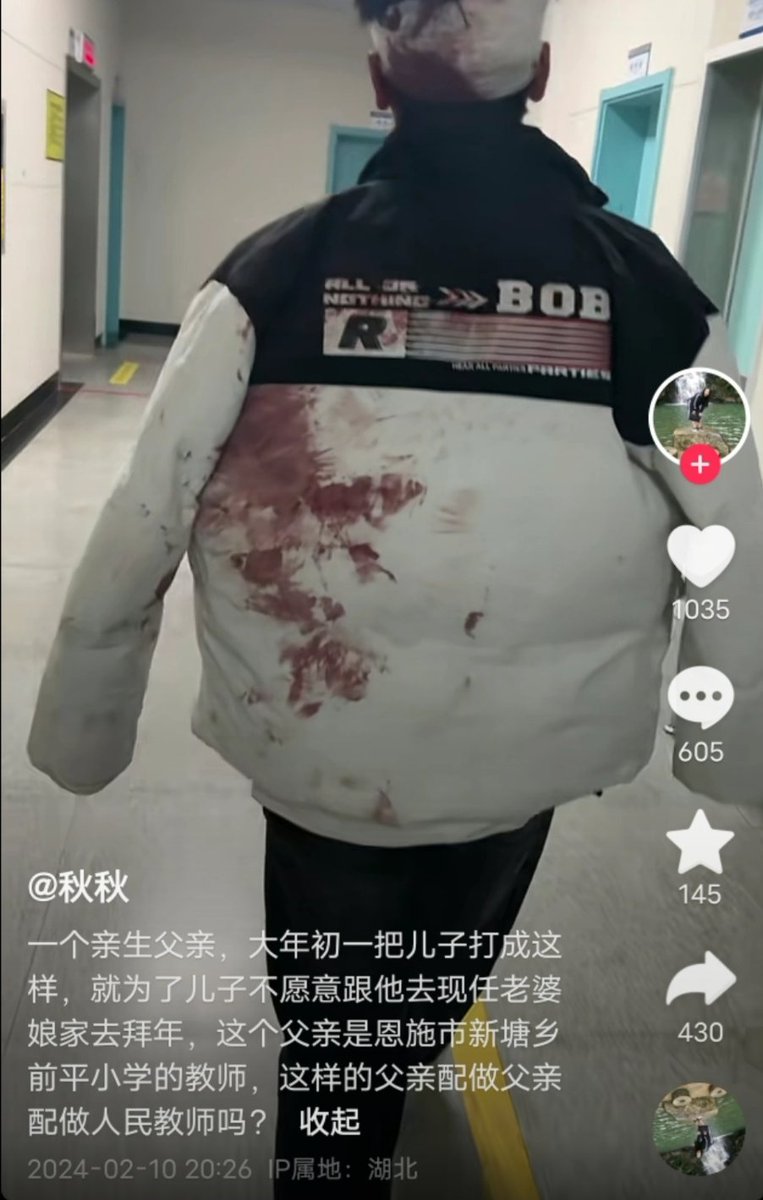 ALL OR
NOTHING
BOB
R
HEAR ALL PARTIES PARTIES
1035
605
145
430
@秋秋
一个亲生父亲，大年初一把儿子打成这
样，就为了儿子不愿意跟他去现任老婆
娘家去拜年，这个父亲是恩施市新塘乡
前平小学的教师，这样的父亲配做父亲
配做人民教师吗？ 收起
2024-02-10 20:26 IP属地：湖北